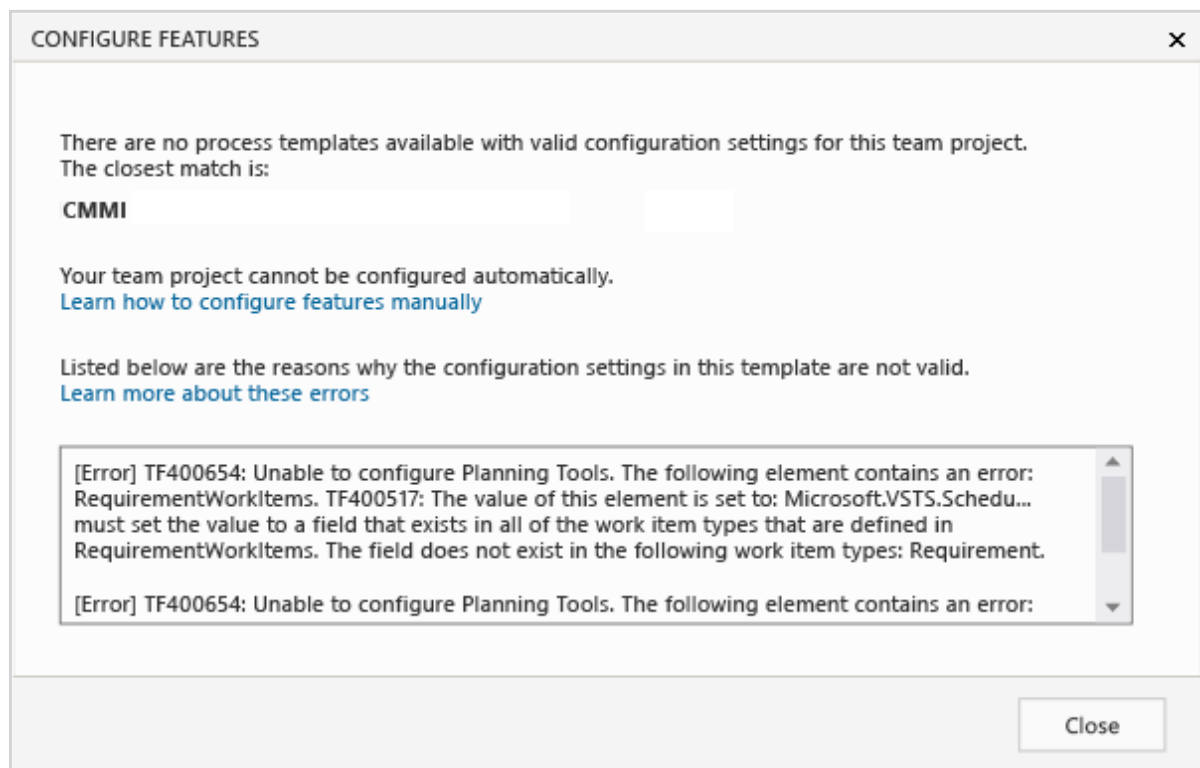 CONFIGURE FEATURES
There are no process templates available with valid configuration settings for this team project.
The closest match is:
CMMI
Your team project cannot be configured automatically.
Learn how to configure features manually
Listed below are the reasons why the configuration settings in this template are not valid.
Learn more about these errors
[Error] TF400654: Unable to configure Planning Tools. The following element contains an error:
RequirementWorkItems. TF400517: The value of this element is set to: Microsoft.VSTS.Schedu...
must set the value to a field that exists in all of the work item types that are defined in
RequirementWorkItems. The field does not exist in the following work item types: Requirement.
[Error] TF400654: Unable to configure Planning Tools. The following element contains an error:
Close